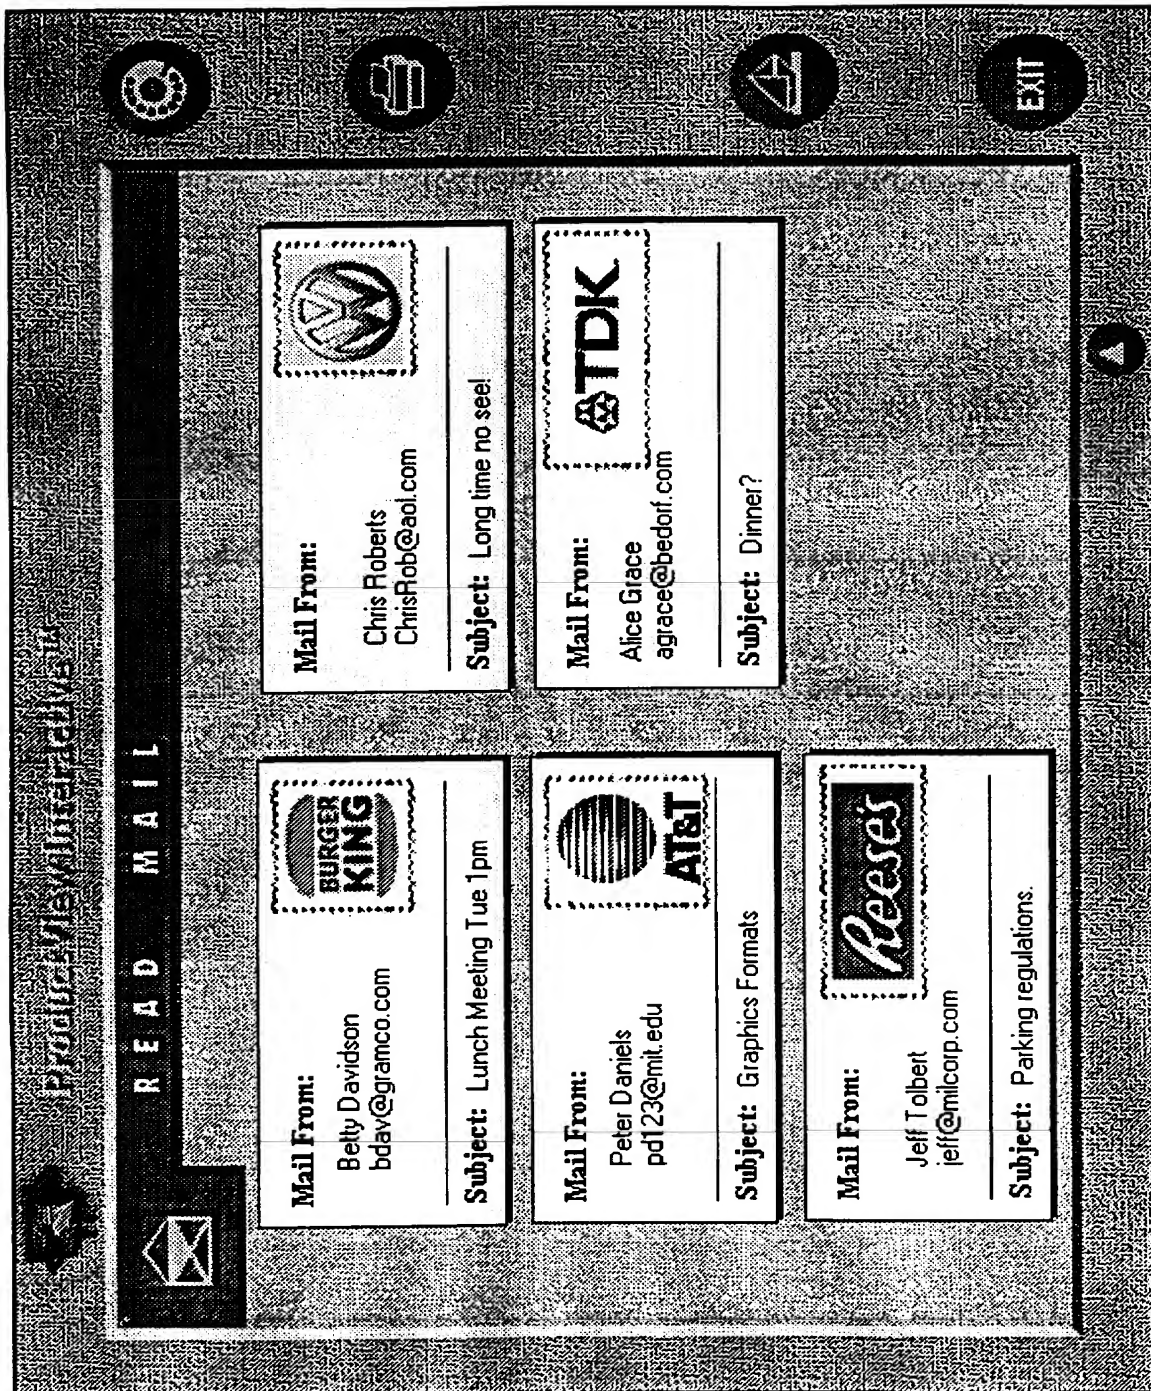 ProductViewInteractive™
READ MAIL
Mail From:
BURGER
KING
Betty Davidson
bdav@gramco.com
Subject: Lunch Meeting Tue 1pm
Mail From:
Chris Roberts
ChrisRob@aol.com
Subject: Long time no see!
Mail From:
AT&T
Peter Daniels
pd123@mit.edu
Subject: Graphics Formats
Mail From:
TDK
Alice Grace
agrace@bedorf.com
Subject: Dinner?
Mail From:
Reese's
Jeff Tolbert
jeff@milcorp.com
Subject: Parking regulations.
EXIT